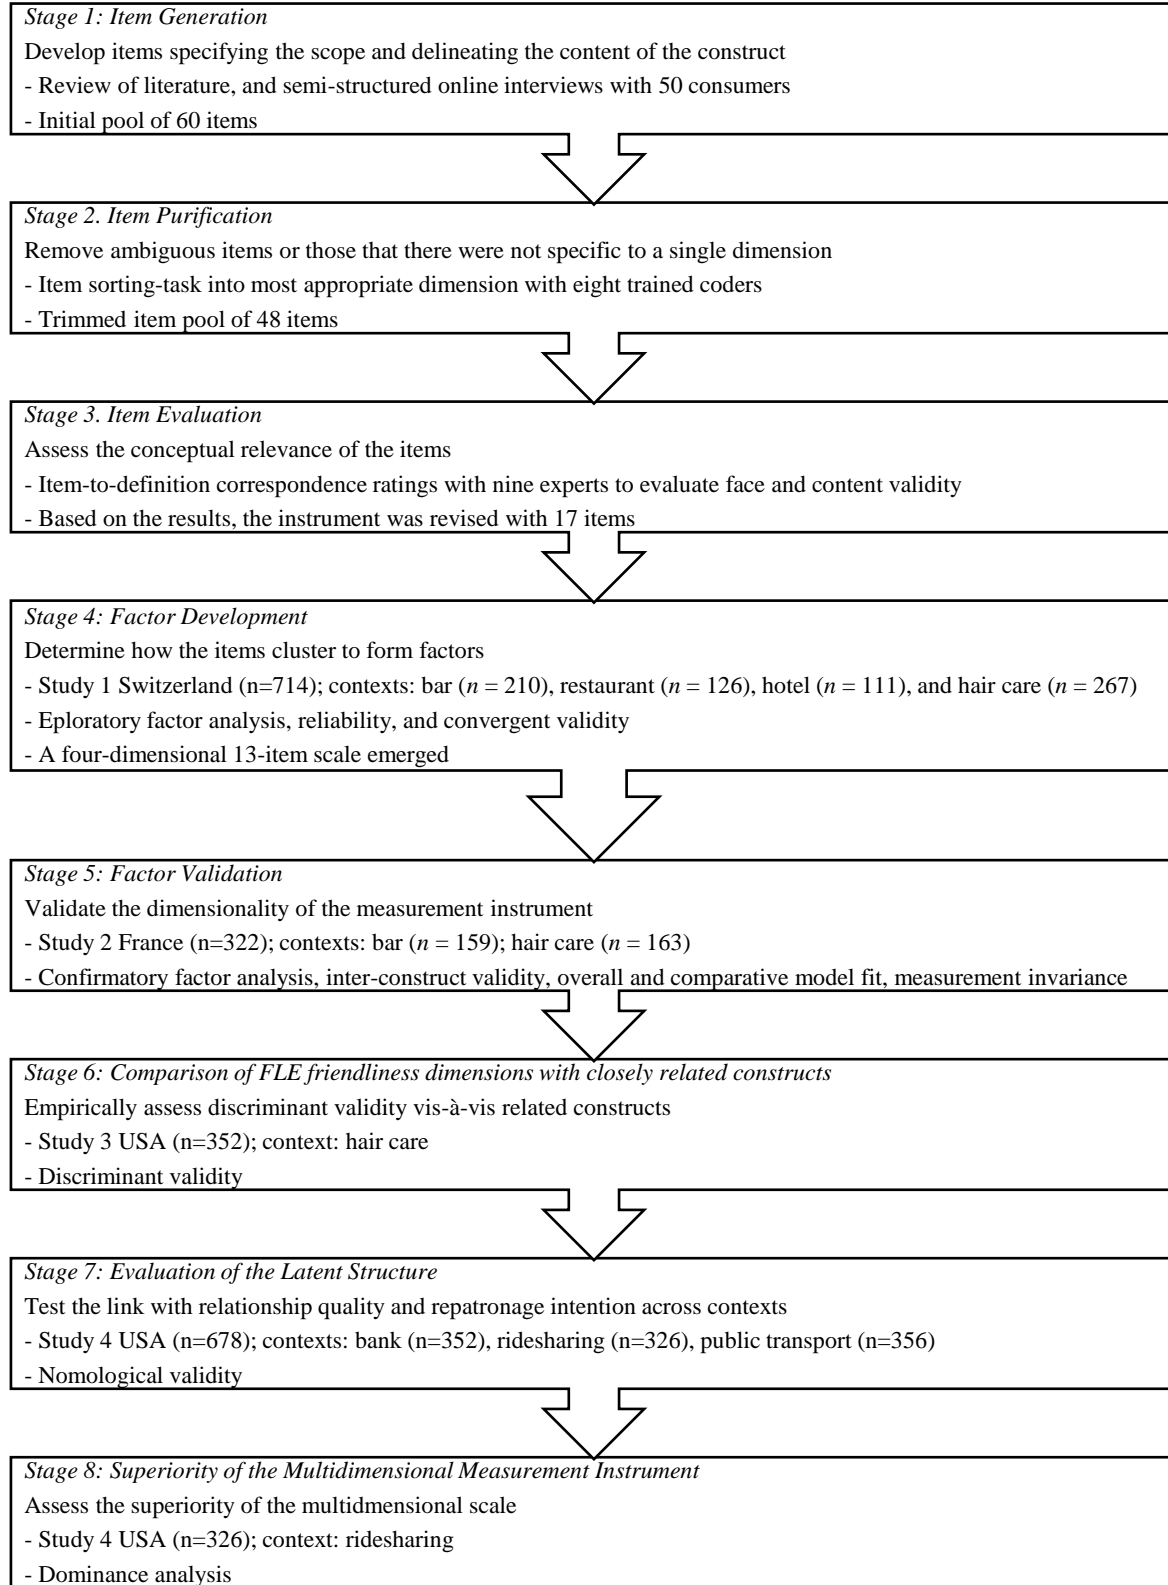 Stage 1: Item Generation
Develop items specifying the scope and delineating the content of the construct
- Review of literature, and semi-structured online interviews with 50 consumers
- Initial pool of 60 items
Stage 2. Item Purification
Remove ambiguous items or those that there were not specific to a single dimension
- Item sorting-task into most appropriate dimension with eight trained coders
- Trimmed item pool of 48 items
Stage 3. Item Evaluation
Assess the conceptual relevance of the items
- Item-to-definition correspondence ratings with nine experts to evaluate face and content validity
- Based on the results, the instrument was revised with 17 items
Stage 4: Factor Development
Determine how the items cluster to form factors
- Study 1 Switzerland (n=714); contexts: bar (n = 210), restaurant (n = 126), hotel (n = 111), and hair care (n = 267)
- Eploratory factor analysis, reliability, and convergent validity
- A four-dimensional 13-item scale emerged
Stage 5: Factor Validation
Validate the dimensionality of the measurement instrument
- Study 2 France (n=322); contexts: bar (n = 159); hair care (n = 163)
- Confirmatory factor analysis, inter-construct validity, overall and comparative model fit, measurement invariance
Stage 6: Comparison of FLE friendliness dimensions with closely related constructs
Empirically assess discriminant validity vis-à-vis related constructs
- Study 3 USA (n=352); context: hair care
- Discriminant validity
Stage 7: Evaluation of the Latent Structure
Test the link with relationship quality and repatronage intention across contexts
- Study 4 USA (n=678); contexts: bank (n=352), ridesharing (n=326), public transport (n=356)
- Nomological validity
Stage 8: Superiority of the Multidimensional Measurement Instrument
Assess the superiority of the multidmensional scale
- Study 4 USA (n=326); context: ridesharing
- Dominance analysis